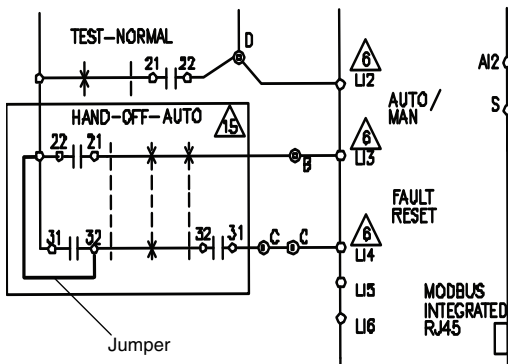 TEST-NORMAL
D
21 22
6
LI2
AI2
AUTO/
MAN
S
HAND-OFF-AUTO
15
6
22 21
B
LI3
FAULT
RESET
6
31 32
32 31
C C
LI4
LI5
MODBUS
INTEGRATED
RJ45
LI6
Jumper